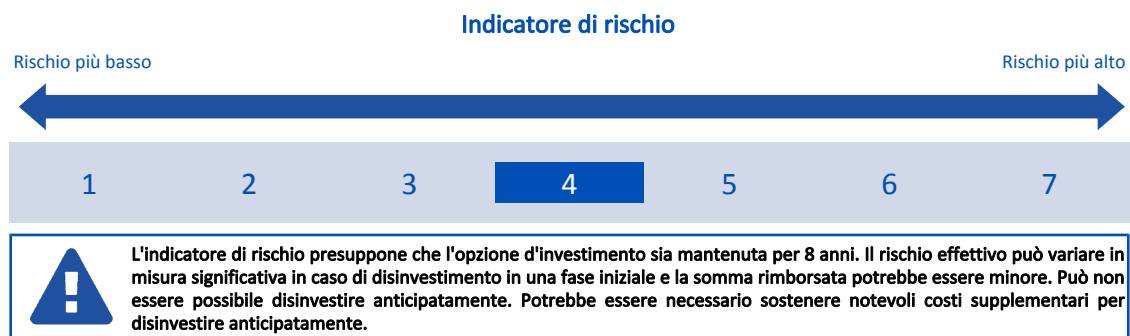 Indicatore di rischio
Rischio più basso
Rischio più alto
1 2 3 4 5 6 7
L'indicatore di rischio presuppone che l'opzione d'investimento sia mantenuta per 8 anni. Il rischio effettivo può variare in
misura significativa in caso di disinvestimento in una fase iniziale e la somma rimborsata potrebbe essere minore. Può non
essere possibile disinvestire anticipatamente. Potrebbe essere necessario sostenere notevoli costi supplementari per
disinvestire anticipatamente.